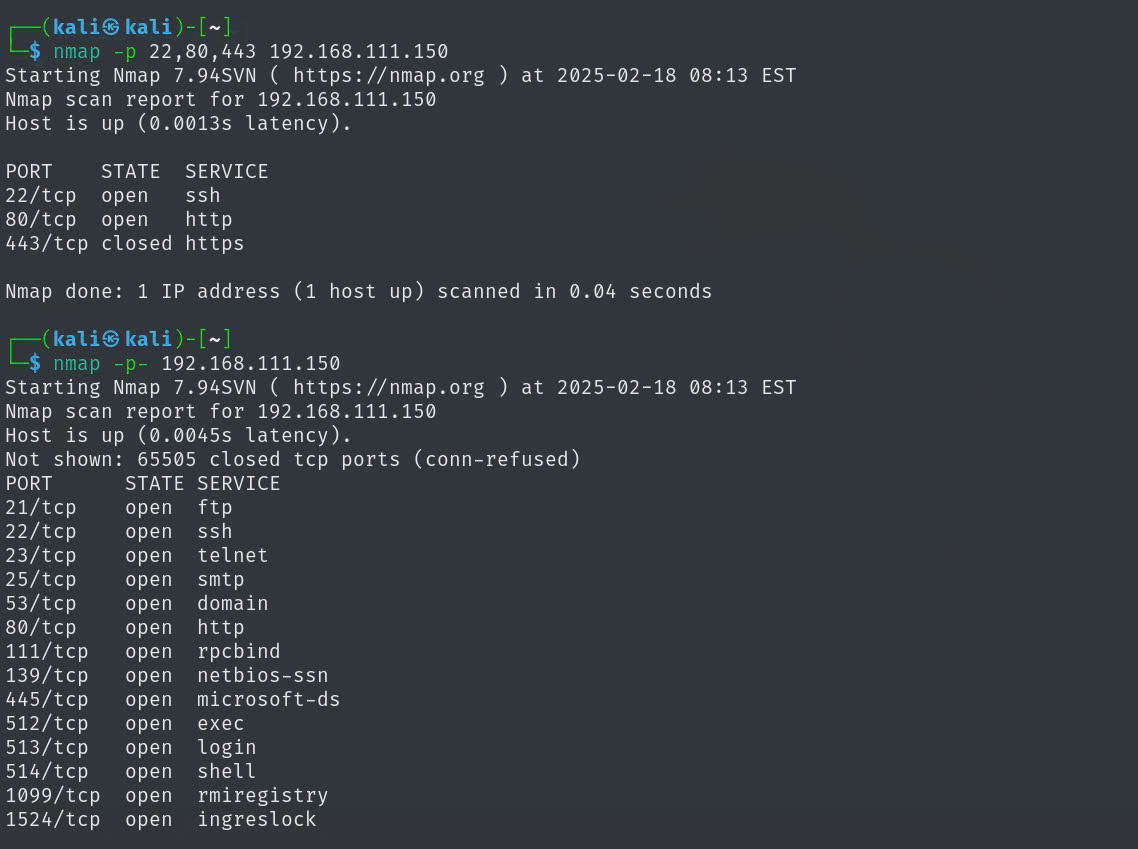 ┌──(kali㉿kali)-[~]
└─$ nmap -p 22,80,443 192.168.111.150
Starting Nmap 7.94SVN ( https://nmap.org ) at 2025-02-18 08:13 EST
Nmap scan report for 192.168.111.150
Host is up (0.0013s latency).
PORT    STATE  SERVICE
22/tcp  open   ssh
80/tcp  open   http
443/tcp closed https
Nmap done: 1 IP address (1 host up) scanned in 0.04 seconds
┌──(kali㉿kali)-[~]
└─$ nmap -p- 192.168.111.150
Starting Nmap 7.94SVN ( https://nmap.org ) at 2025-02-18 08:13 EST
Nmap scan report for 192.168.111.150
Host is up (0.0045s latency).
Not shown: 65505 closed tcp ports (conn-refused)
PORT      STATE SERVICE
21/tcp    open  ftp
22/tcp    open  ssh
23/tcp    open  telnet
25/tcp    open  smtp
53/tcp    open  domain
80/tcp    open  http
111/tcp   open  rpcbind
139/tcp   open  netbios-ssn
445/tcp   open  microsoft-ds
512/tcp   open  exec
513/tcp   open  login
514/tcp   open  shell
1099/tcp  open  rmiregistry
1524/tcp  open  ingreslock